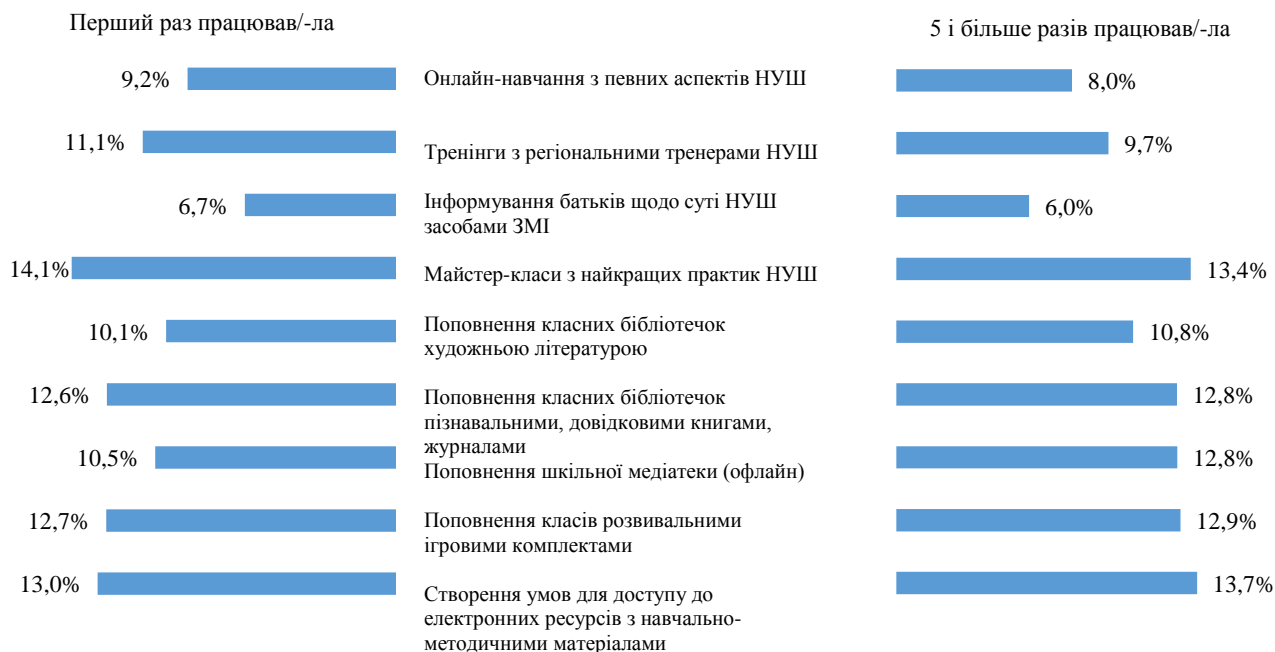 Перший раз працював/-ла
5 і більше разів працював/-ла
9,2%
Онлайн-навчання з певних аспектів НУШ
8,0%
11,1%
Тренінги з регіональними тренерами НУШ
9,7%
6,7%
Інформування батьків щодо суті НУШ
засобами ЗМІ
6,0%
14,1%
Майстер-класи з найкращих практик НУШ
13,4%
10,1%
Поповнення класних бібліотечок
художньою літературою
10,8%
12,6%
Поповнення класних бібліотечок
пізнавальними, довідковими книгами,
журналами
12,8%
10,5%
Поповнення шкільної медіатеки (офлайн)
12,8%
12,7%
Поповнення класів розвивальними
ігровими комплектами
12,9%
13,0%
Створення умов для доступу до
електронних ресурсів з навчально-
методичними матеріалами
13,7%